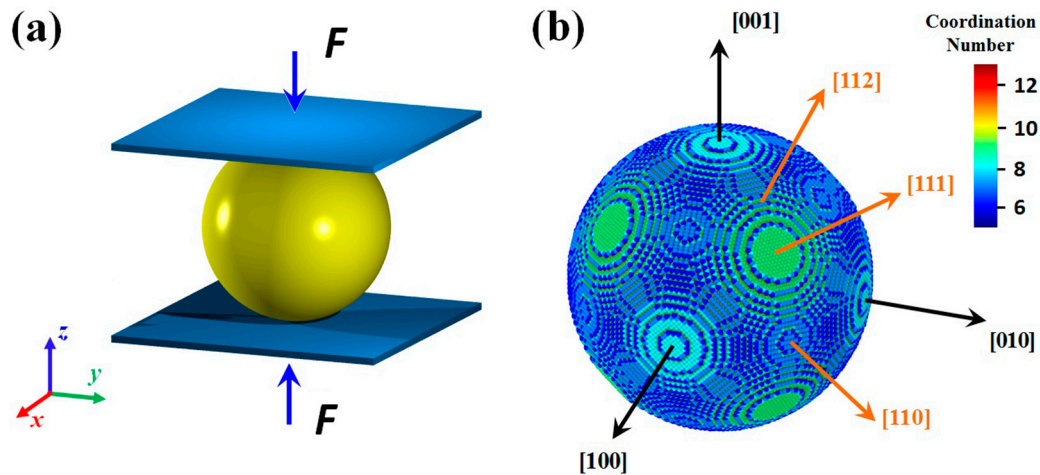 (a)
F
z
y
x
F
(b)
[001]
[112]
[111]
[010]
[110]
[100]
Coordination
Number
12
10
8
6